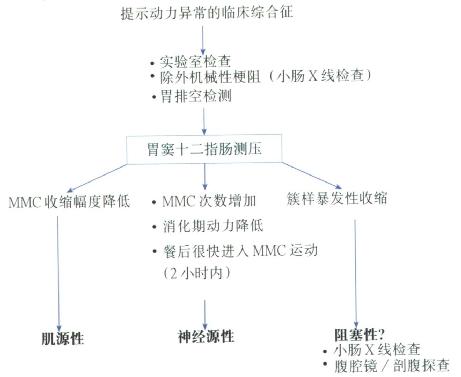 提示动力异常的临床综合征
• 实验室检查
• 除外机械性梗阻（小肠 X 线检查）
• 胃排空检测
胃窦十二指肠测压
MMC 收缩幅度降低
• MMC 次数增加
• 消化期动力降低
• 餐后很快进入 MMC 运动
（2 小时内）
簇样暴发性收缩
肌源性
神经源性
阻塞性?
• 小肠 X 线检查
• 腹腔镜 / 剖腹探查